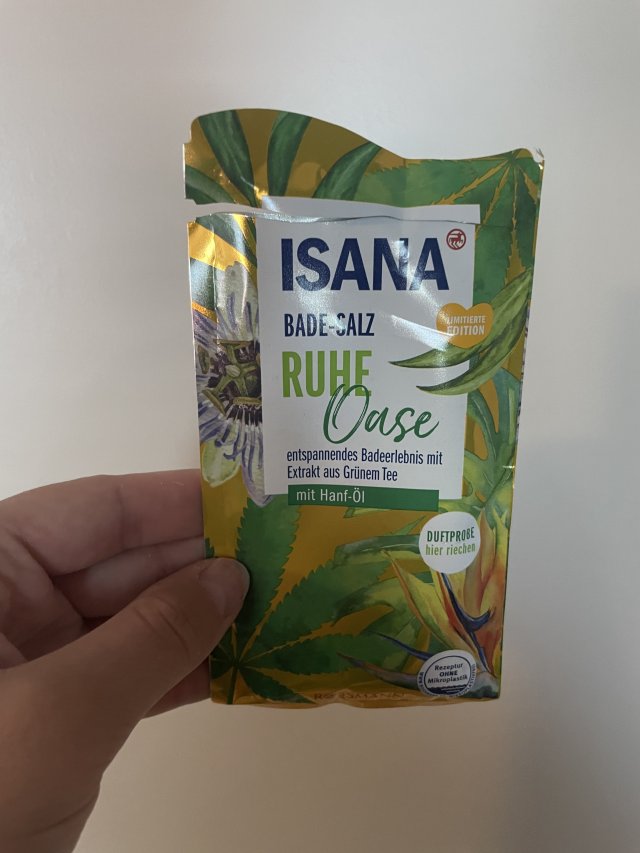 ISANA
BADE-SALZ
LIMITIERTE
EDITION
RUHE
Oase
entspannendes Badeerlebnis mit
Extrakt aus Grünem Tee
mit Hanf-Öl
DUFTPROBE
hier riechen
Rezeptur
OHNE
Mikroplastik
ROSSMANN